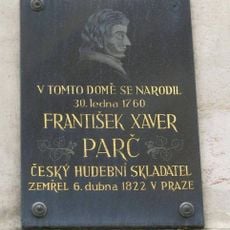 V TOMTO DOMĚ SE NARODIL
30. ledna 1760
FRANTIŠEK XAVER
PARČ
ČESKÝ HUDEBNÍ SKLADATEL
ZEMŘEL 6. dubna 1822 V PRAZE